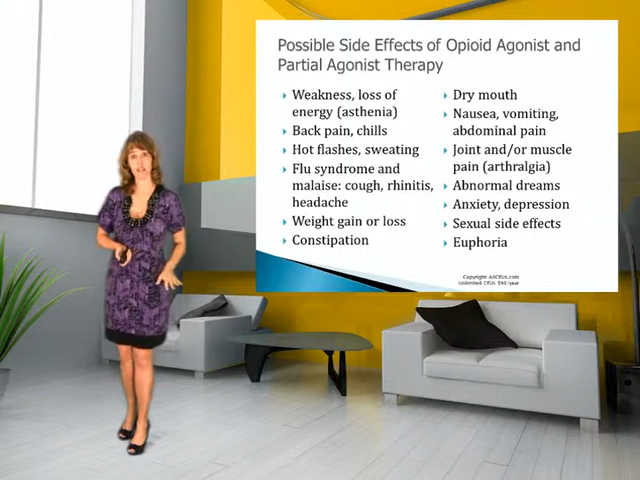 Possible Side Effects of Opioid Agonist and
Partial Agonist Therapy
Weakness, loss of
energy (asthenia)
Back pain, chills
Hot flashes, sweating
Flu syndrome and
malaise: cough, rhinitis,
headache
Weight gain or loss
Constipation
Dry mouth
Nausea, vomiting,
abdominal pain
Joint and/or muscle
pain (arthralgia)
Abnormal dreams
Anxiety, depression
Sexual side effects
Euphoria
Copyright AllCEUs.com
Unlimited CEUs $99/year